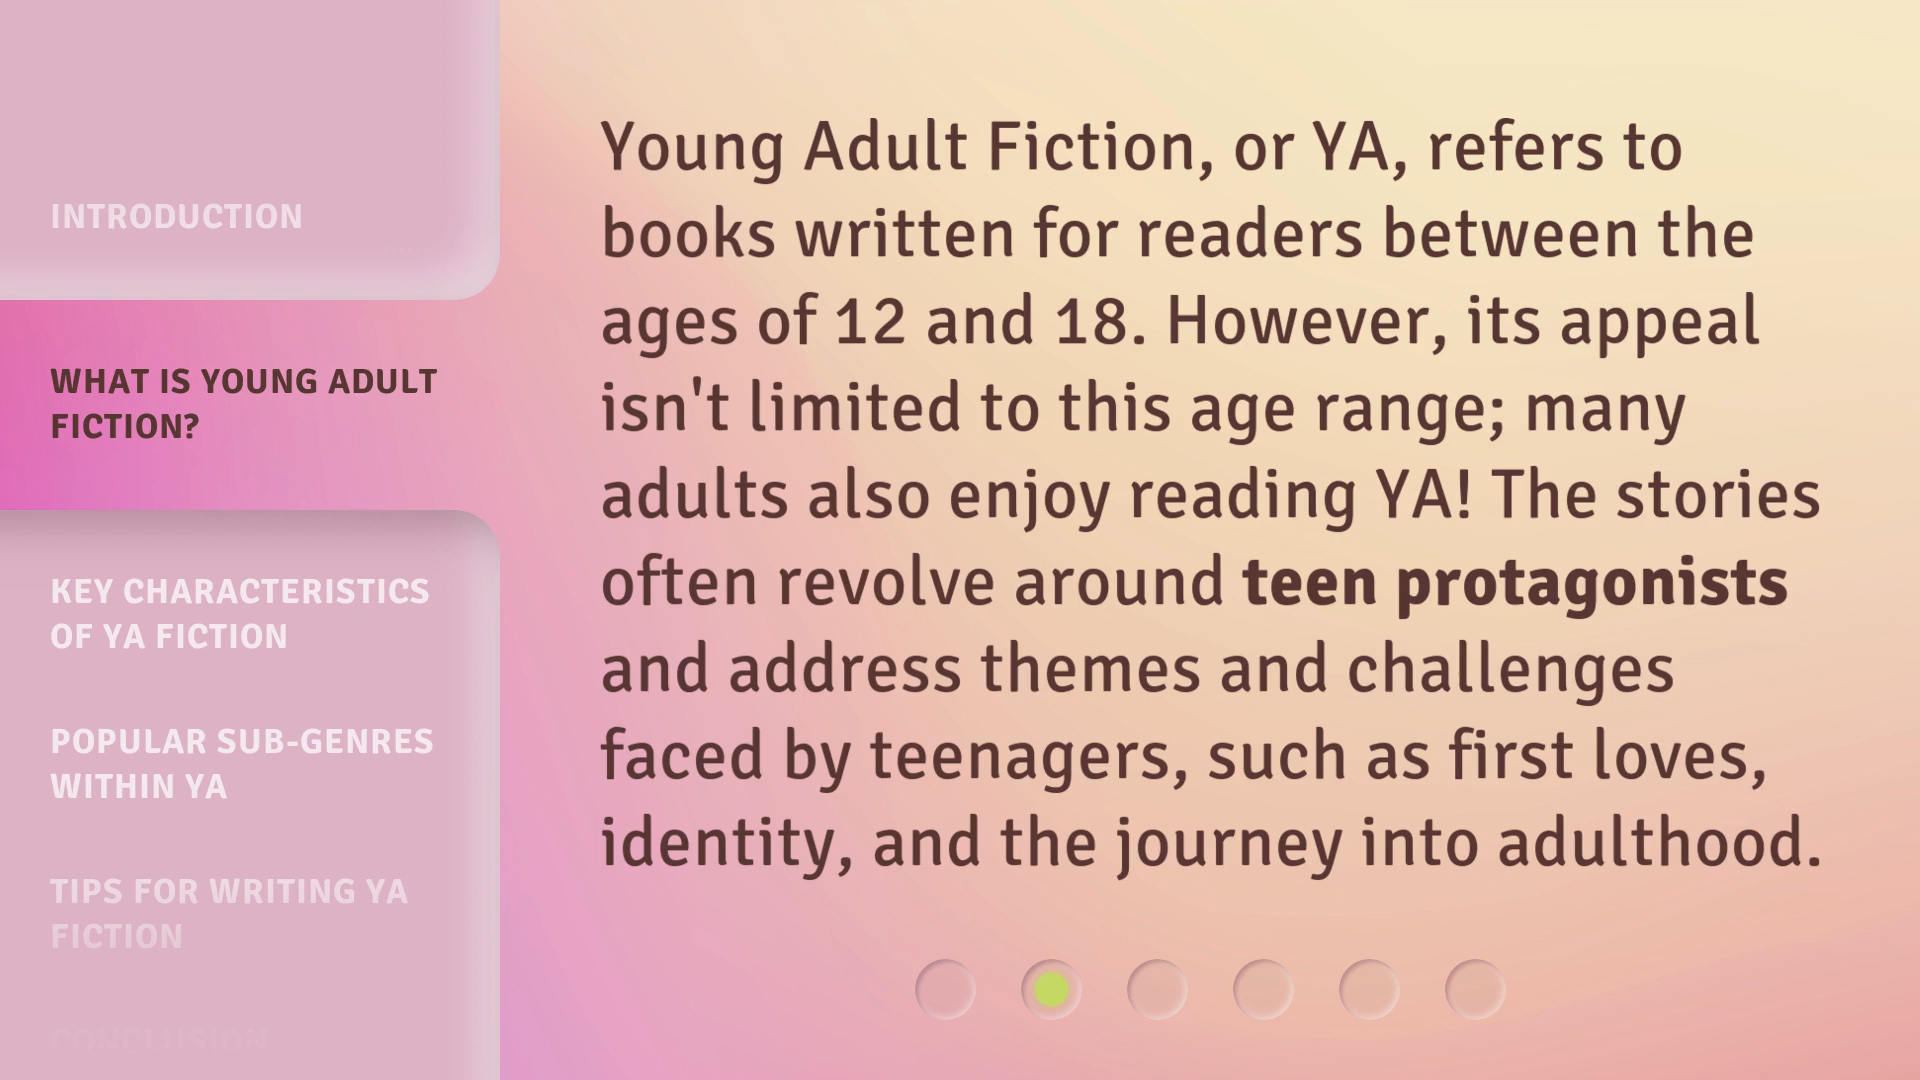 INTRODUCTION
WHAT IS YOUNG ADULT
FICTION?
KEY CHARACTERISTICS
OF YA FICTION
POPULAR SUB-GENRES
WITHIN YA
TIPS FOR WRITING YA
FICTION
CONCLUSION
Young Adult Fiction, or YA, refers to
books written for readers between the
ages of 12 and 18. However, its appeal
isn't limited to this age range; many
adults also enjoy reading YA! The stories
often revolve around teen protagonists
and address themes and challenges
faced by teenagers, such as first loves,
identity, and the journey into adulthood.